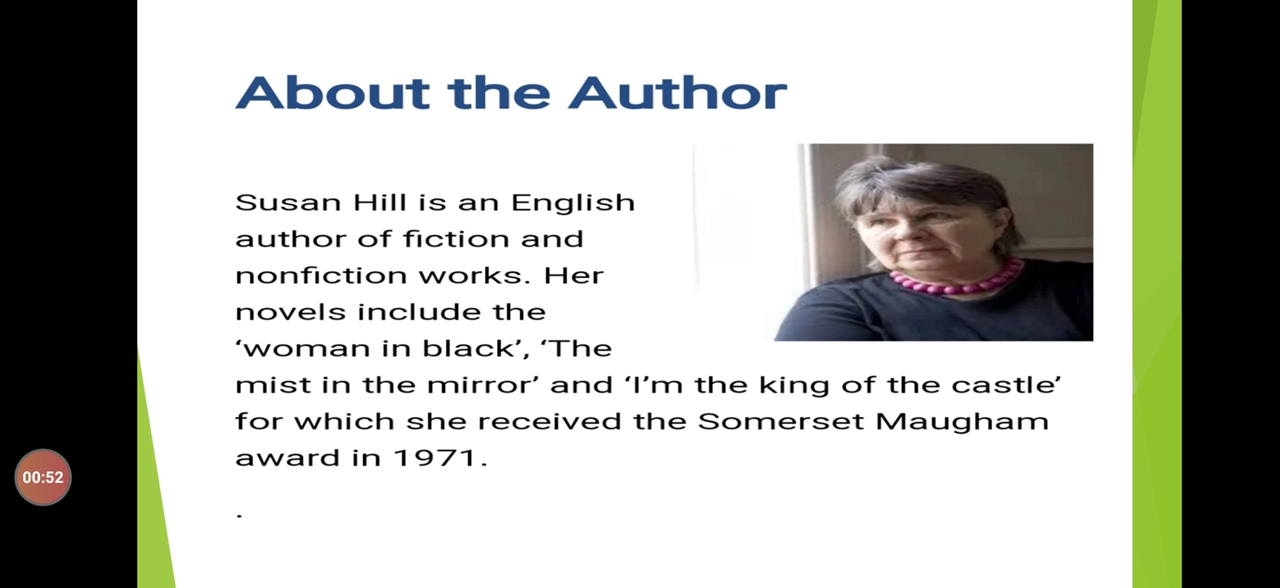 About the Author
Susan Hill is an English
author of fiction and
nonfiction works. Her
novels include the
‘woman in black’, ‘The
mist in the mirror’ and ‘I’m the king of the castle’
for which she received the Somerset Maugham
award in 1971.
.
00:52